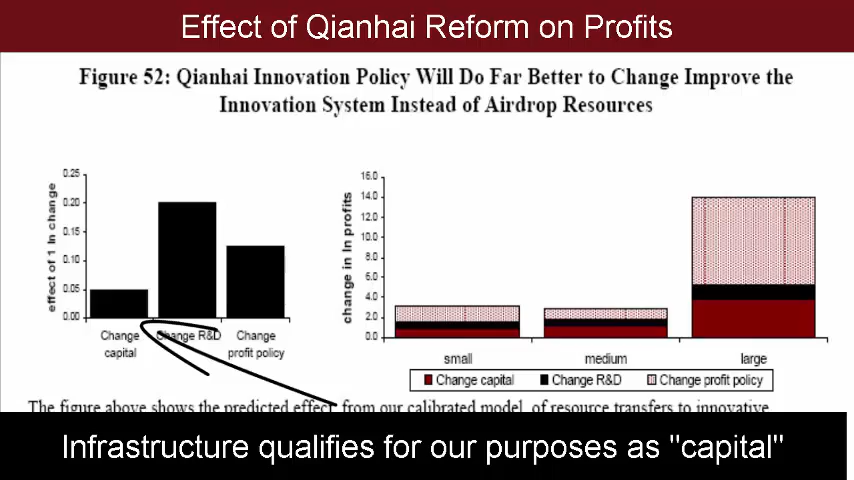 Effect of Qianhai Reform on Profits
Figure 52: Qianhai Innovation Policy Will Do Far Better to Change Improve the
Innovation System Instead of Airdrop Resources
effect of 1 ln change
0.25
0.20
0.15
0.10
0.05
0.00
Change capital
Change R&D
Change profit policy
change in ln profits
16.0
14.0
12.0
10.0
8.0
6.0
4.0
2.0
0.0
small
medium
large
Change capital
Change R&D
Change profit policy
The figure above shows the predicted effect, from our calibrated model, of resource transfers to innovative
Infrastructure qualifies for our purposes as "capital"